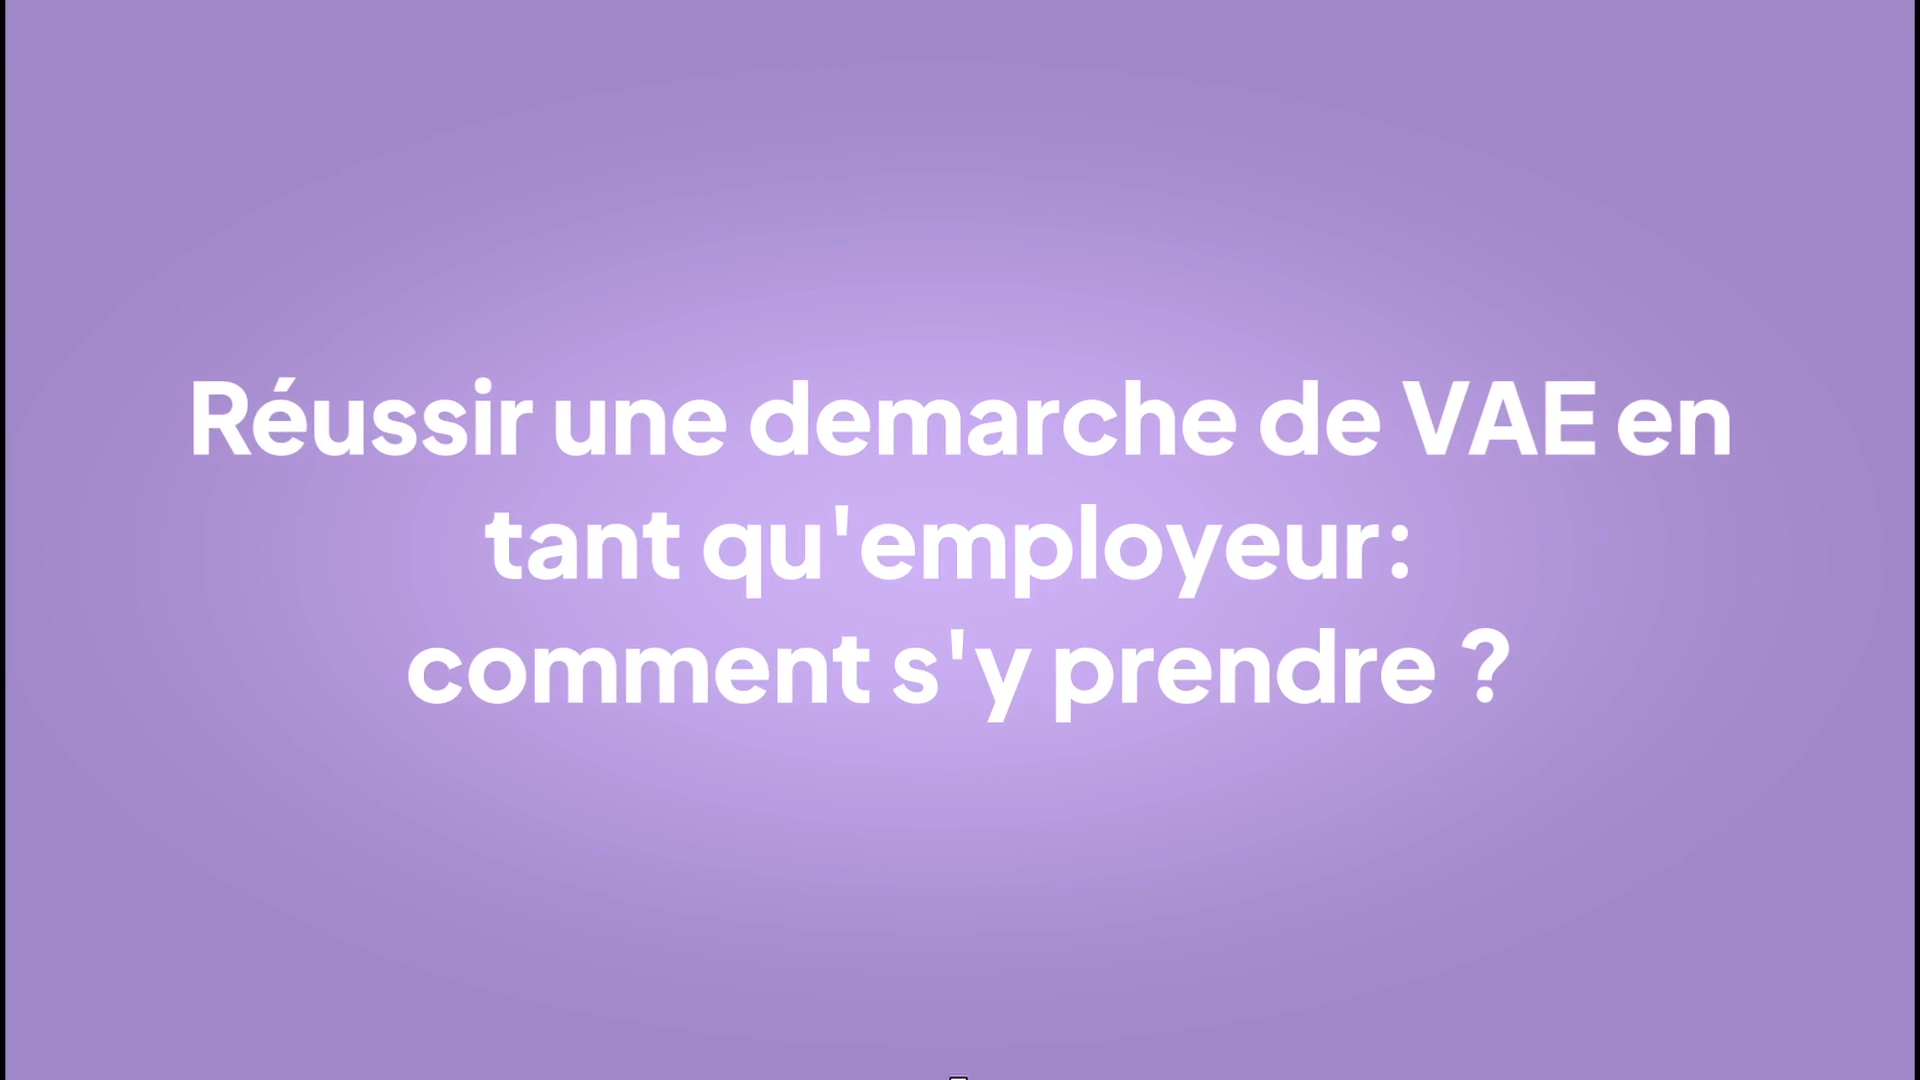 Réussir une demarche de VAE en
tant qu'employeur:
comment s'y prendre ?